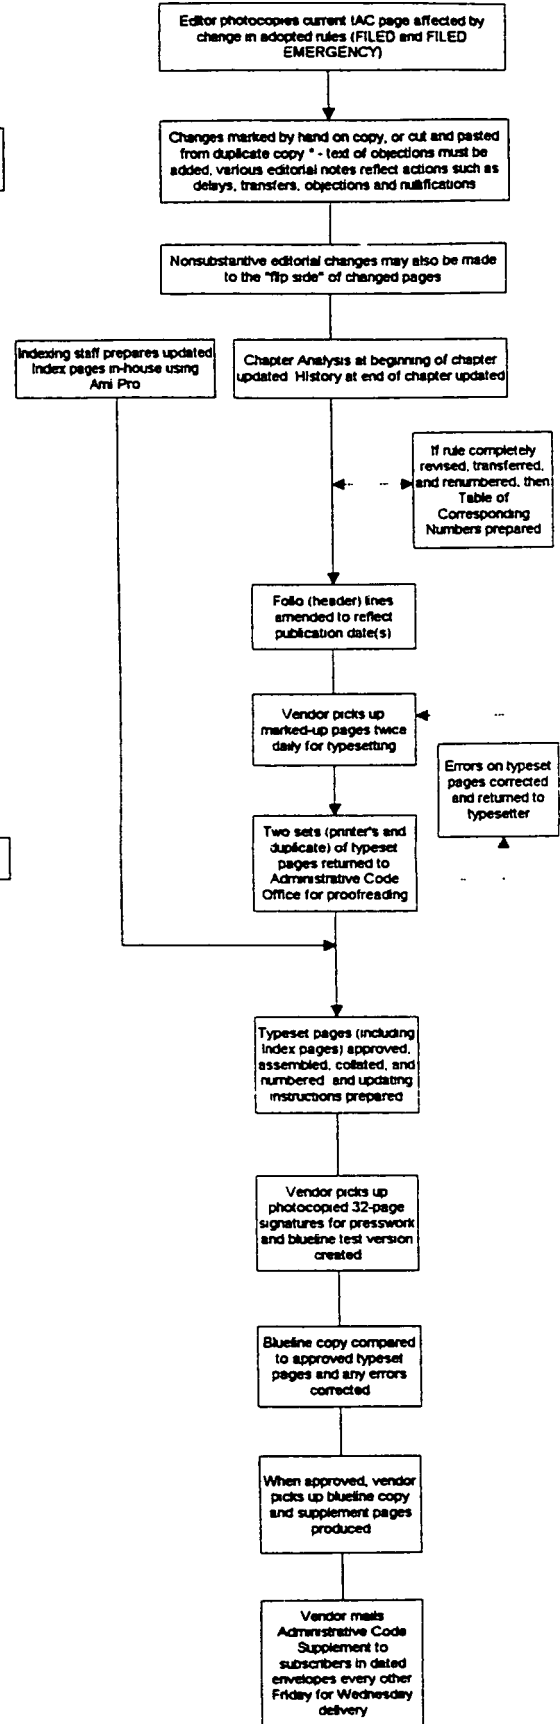 Editor photocopies current IAC page affected by
change in adopted rules (FILED and FILED
EMERGENCY)
Changes marked by hand on copy, or cut and pasted
from duplicate copy * - text of objections must be
added, various editorial notes reflect actions such as
delays, transfers, objections and nullifications
Nonsubstantive editorial changes may also be made
to the "flip side" of changed pages
Indexing staff prepares updated
Index pages in-house using
Ami Pro
Chapter Analysis at beginning of chapter
updated History at end of chapter updated
If rule completely
revised, transferred,
and renumbered, then
Table of
Corresponding
Numbers prepared
Folio (header) lines
amended to reflect
publication date(s)
Vendor picks up
marked-up pages twice
daily for typesetting
Errors on typeset
pages corrected
and returned to
typesetter
Two sets (printer's and
duplicate) of typeset
pages returned to
Administrative Code
Office for proofreading
Typeset pages (including
Index pages) approved,
assembled, collated, and
numbered and updating
instructions prepared
Vendor picks up
photocopied 32-page
signatures for presswork
and blueline test version
created
Blueline copy compared
to approved typeset
pages and any errors
corrected
When approved, vendor
picks up blueline copy
and supplement pages
produced
Vendor mails
Administrative Code
Supplement to
subscribers in dated
envelopes every other
Friday for Wednesday
delivery